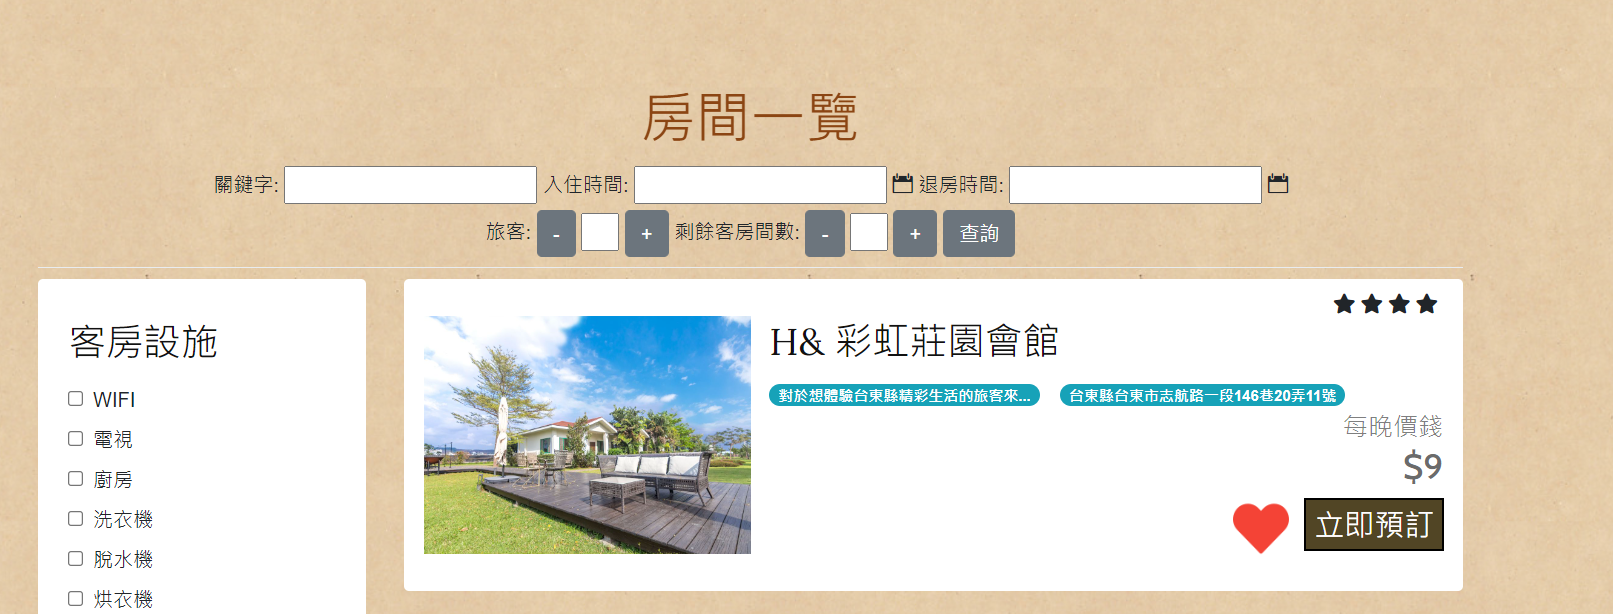 房間一覽
關鍵字: 入住時間: 退房時間:
旅客: - + 剩餘客房間數: - + 查詢
客房設施
WIFI
電視
廚房
洗衣機
脫水機
烘衣機
H& 彩虹莊園會館
對於想體驗台東縣精彩生活的旅客來... 台東縣台東市志航路一段146巷20弄11號
每晚價錢
$9
立即預訂